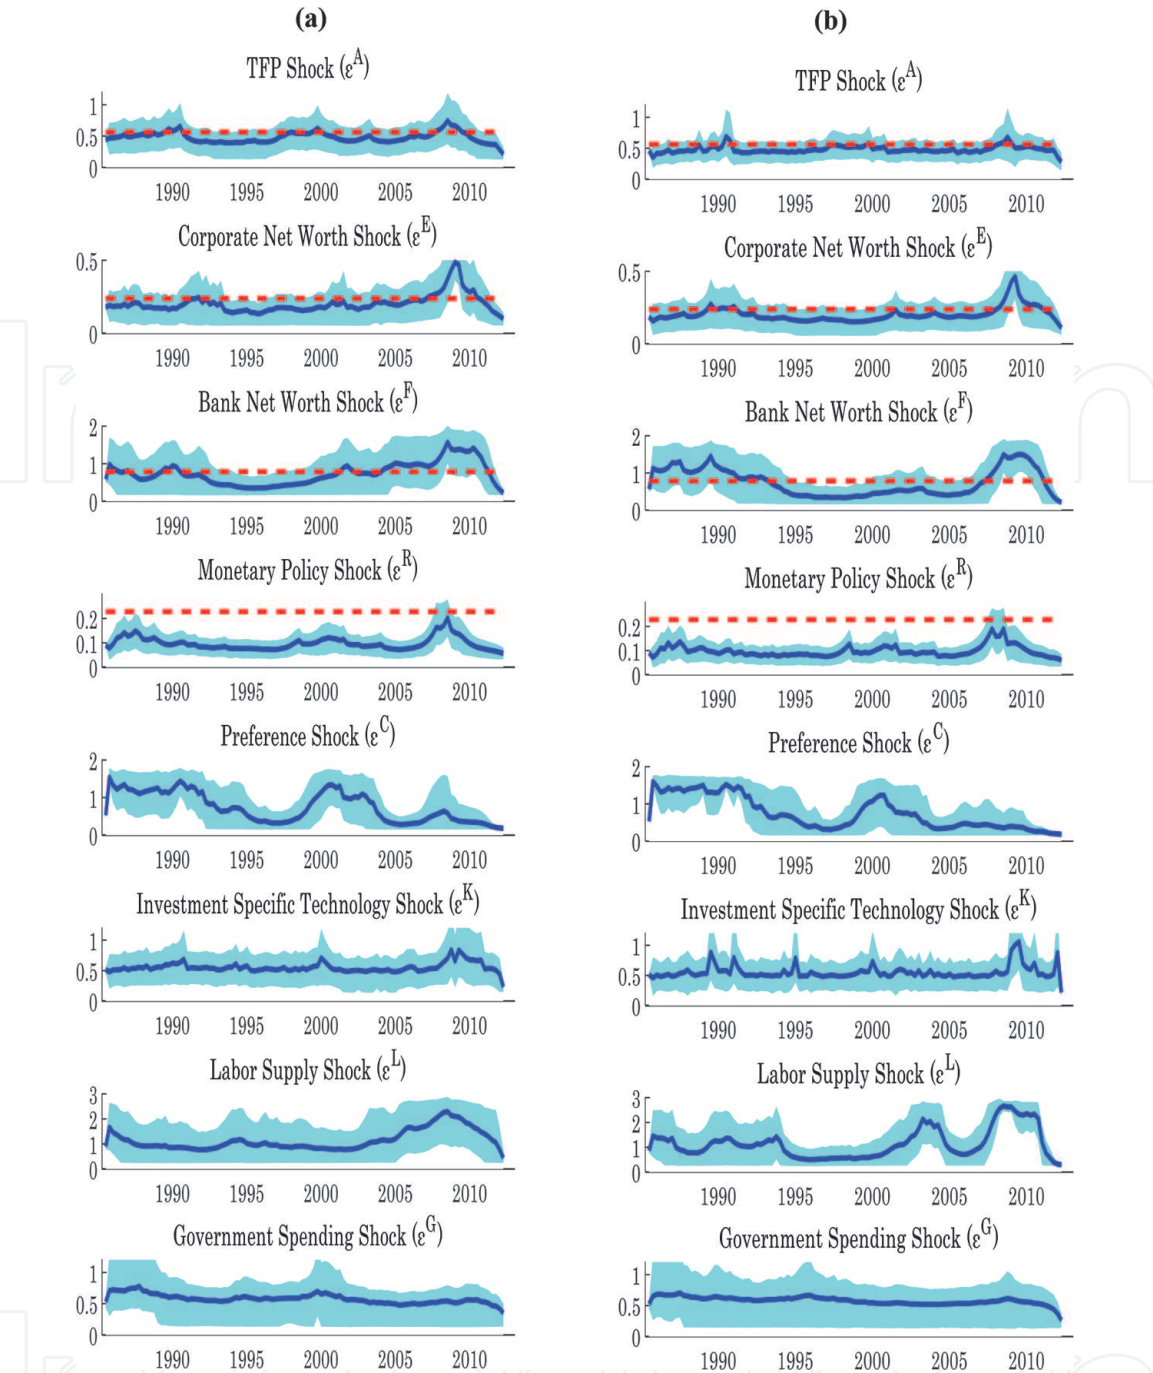 (a)
TFP Shock (ε^A)
1
0.5
0
1990 1995 2000 2005 2010
Corporate Net Worth Shock (ε^E)
0.5
0
1990 1995 2000 2005 2010
Bank Net Worth Shock (ε^F)
2
1
0
1990 1995 2000 2005 2010
Monetary Policy Shock (ε^R)
0.2
0.1
0
1990 1995 2000 2005 2010
Preference Shock (ε^C)
2
1
0
1990 1995 2000 2005 2010
Investment Specific Technology Shock (ε^K)
1
0.5
0
1990 1995 2000 2005 2010
Labor Supply Shock (ε^L)
3
2
1
0
1990 1995 2000 2005 2010
Government Spending Shock (ε^G)
1
0.5
0
1990 1995 2000 2005 2010
(b)
TFP Shock (ε^A)
1
0.5
0
1990 1995 2000 2005 2010
Corporate Net Worth Shock (ε^E)
0.5
0
1990 1995 2000 2005 2010
Bank Net Worth Shock (ε^F)
2
1
0
1990 1995 2000 2005 2010
Monetary Policy Shock (ε^R)
0.2
0.1
0
1990 1995 2000 2005 2010
Preference Shock (ε^C)
2
1
0
1990 1995 2000 2005 2010
Investment Specific Technology Shock (ε^K)
1
0.5
0
1990 1995 2000 2005 2010
Labor Supply Shock (ε^L)
3
2
1
0
1990 1995 2000 2005 2010
Government Spending Shock (ε^G)
1
0.5
0
1990 1995 2000 2005 2010